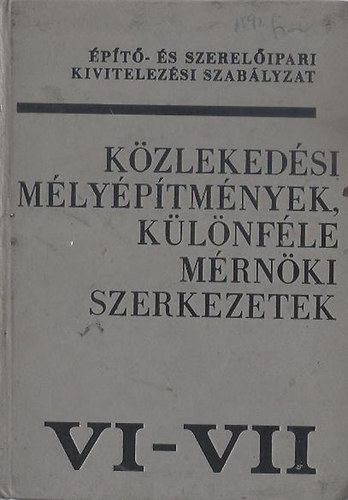 ÉPÍTŐ- ÉS SZERELŐIPARI
KIVITELEZÉSI SZABÁLYZAT
KÖZLEKEDÉSI
MÉLYÉPÍTMÉNYEK,
KÜLÖNFÉLE
MÉRNÖKI
SZERKEZETEK
VI-VII